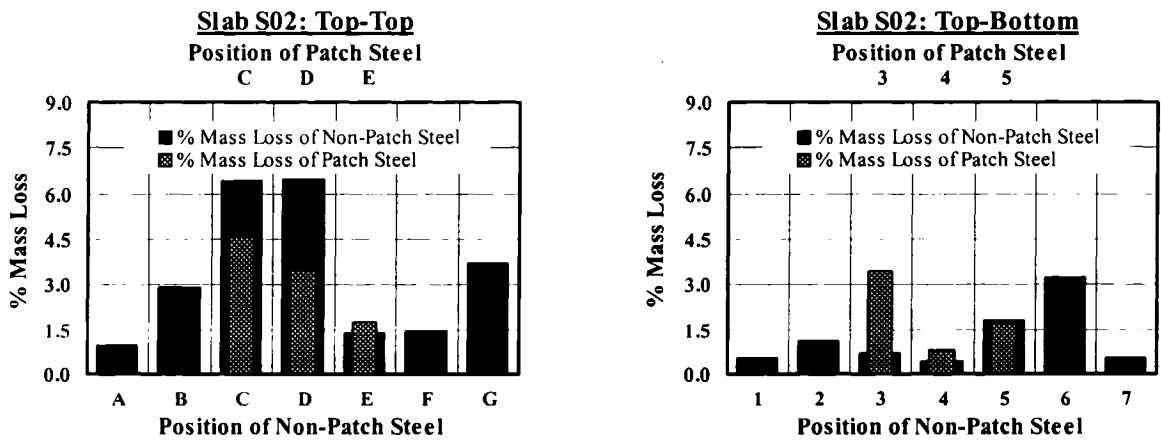 Slab S02: Top-Top
Position of Patch Steel
C D E
9.0
7.5
6.0
4.5
3.0
1.5
0.0
% Mass Loss
% Mass Loss of Non-Patch Steel
% Mass Loss of Patch Steel
A B C D E F G
Position of Non-Patch Steel
Slab S02: Top-Bottom
Position of Patch Steel
3 4 5
9.0
7.5
6.0
4.5
3.0
1.5
0.0
% Mass Loss
% Mass Loss of Non-Patch Steel
% Mass Loss of Patch Steel
1 2 3 4 5 6 7
Position of Non-Patch Steel